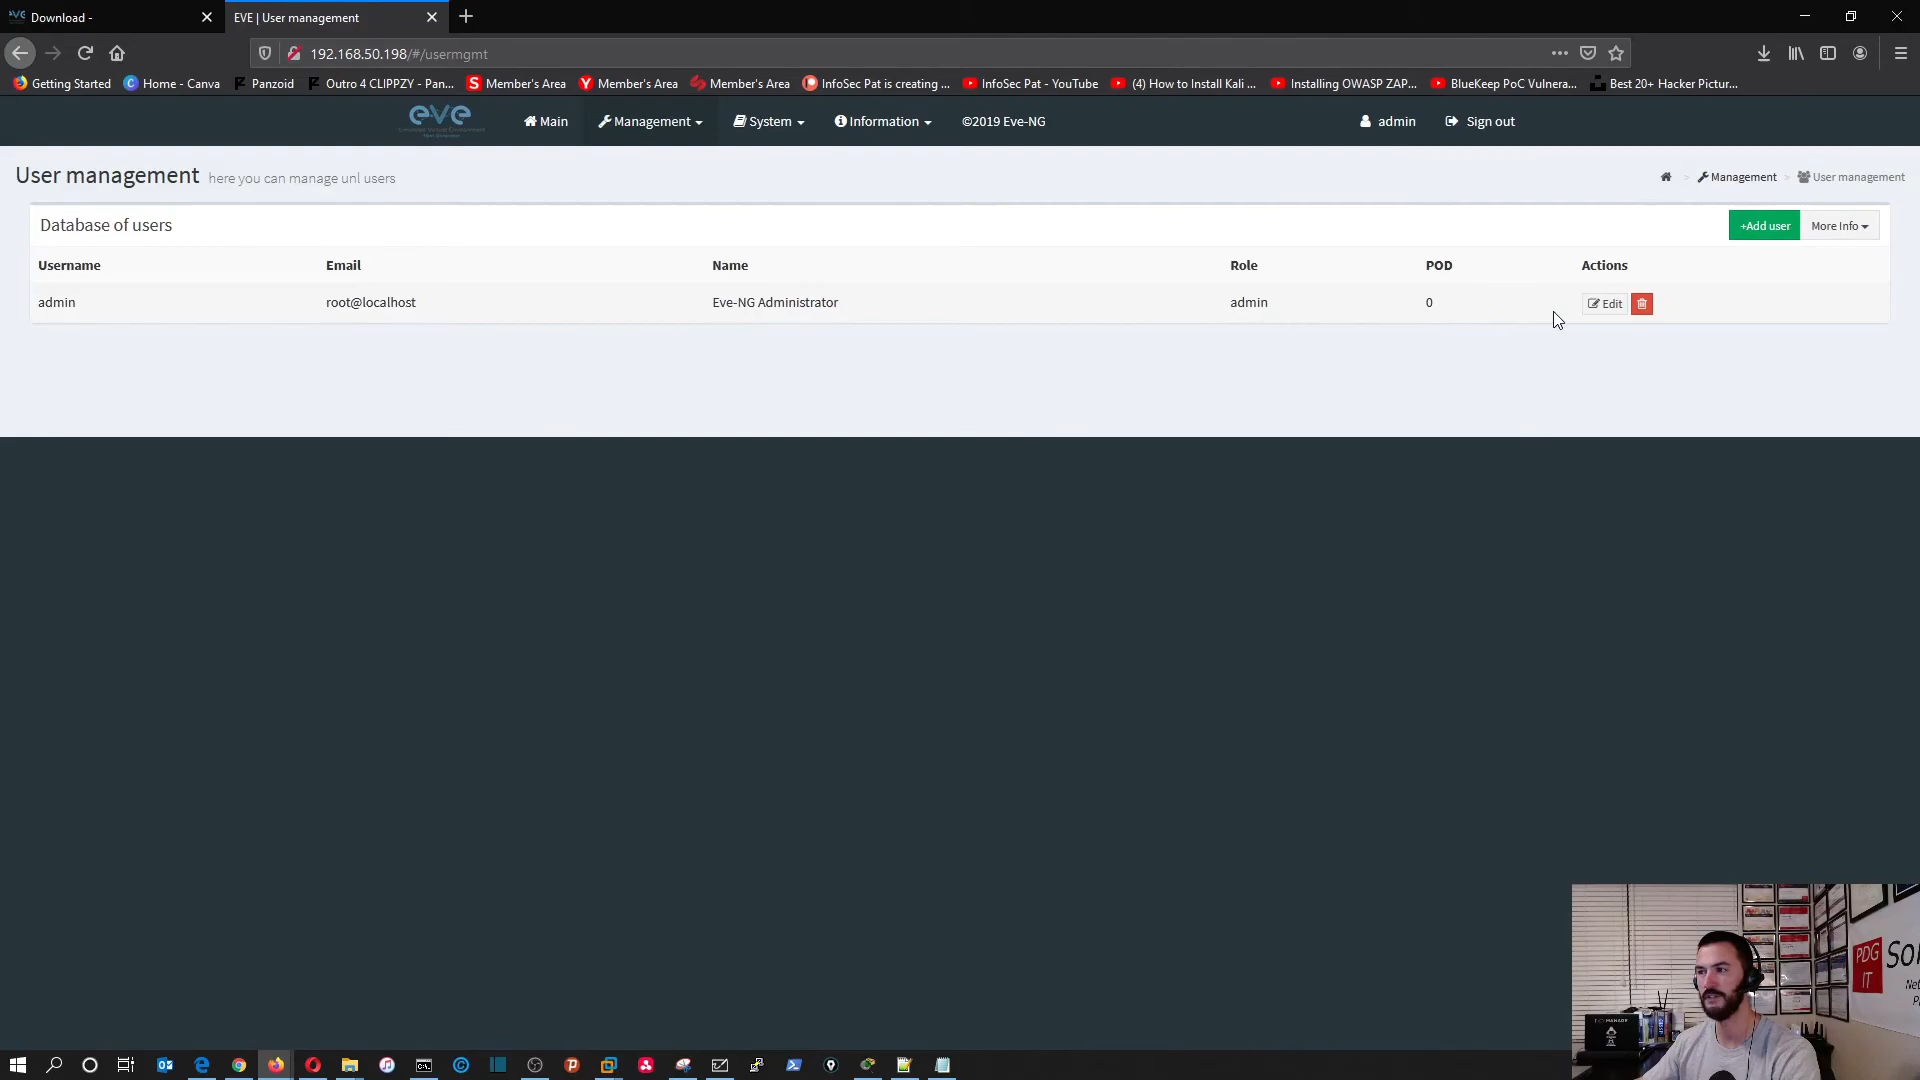 Download -
EVE | User management
192.168.50.198/#/usermgmt
Getting Started
Home - Canva
Panzoid
Outro 4 CLIPPZY - Pan...
Member's Area
Member's Area
Member's Area
InfoSec Pat is creating ...
InfoSec Pat - YouTube
(4) How to Install Kali ...
Installing OWASP ZAP...
BlueKeep PoC Vulnera...
Best 20+ Hacker Pictur...
eve
Main
Management
System
Information
©2019 Eve-NG
admin
Sign out
User management here you can manage unl users
Management
User management
Database of users
+Add user
More Info
Username Email Name Role POD Actions
admin root@localhost Eve-NG Administrator admin 0 Edit
PDG
IT